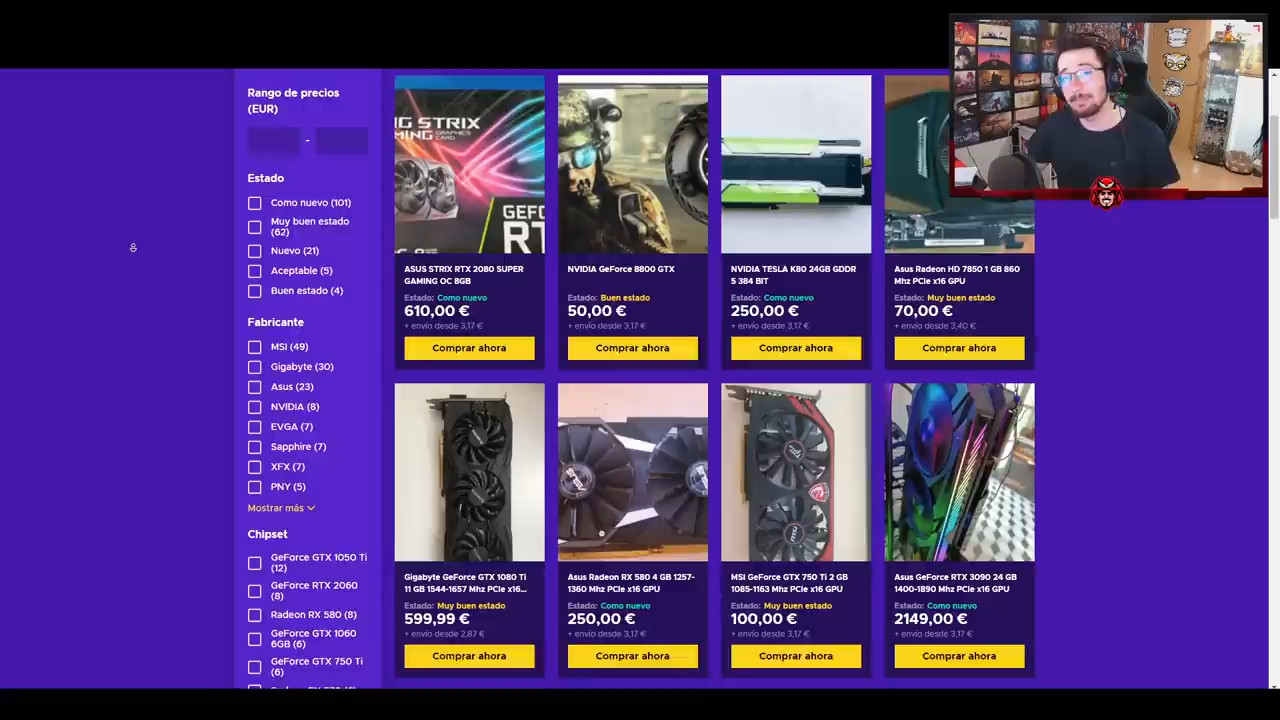 Rango de precios
(EUR)
-
Estado
Como nuevo (101)
Muy buen estado
(62)
Nuevo (21)
Aceptable (5)
Buen estado (4)
Fabricante
MSI (49)
Gigabyte (30)
Asus (23)
NVIDIA (8)
EVGA (7)
Sapphire (7)
XFX (7)
PNY (5)
Mostrar más
Chipset
GeForce GTX 1050 Ti
(12)
GeForce RTX 2060
(8)
Radeon RX 580 (8)
GeForce GTX 1060
6GB (6)
GeForce GTX 750 Ti
(6)
G STRIX
MING GRAPHICS
CARD
GEFO
RT
ASUS STRIX RTX 2080 SUPER
GAMING OC 8GB
Estado: Como nuevo
610,00 €
+ envío desde 3,17 €
Comprar ahora
NVIDIA GeForce 8800 GTX
Estado: Buen estado
50,00 €
+ envío desde 3,17 €
Comprar ahora
NVIDIA TESLA K80 24GB GDDR
5 384 BIT
Estado: Como nuevo
250,00 €
+ envío desde 3,17 €
Comprar ahora
Asus Radeon HD 7850 1 GB 860
Mhz PCIe x16 GPU
Estado: Muy buen estado
70,00 €
+ envío desde 3,40 €
Comprar ahora
Gigabyte GeForce GTX 1080 Ti
11 GB 1544-1657 Mhz PCIe x16...
Estado: Muy buen estado
599,99 €
+ envío desde 2,87 €
Comprar ahora
Asus Radeon RX 580 4 GB 1257-
1360 Mhz PCIe x16 GPU
Estado: Como nuevo
250,00 €
+ envío desde 3,17 €
Comprar ahora
MSI GeForce GTX 750 Ti 2 GB
1085-1163 Mhz PCIe x16 GPU
Estado: Muy buen estado
100,00 €
+ envío desde 3,17 €
Comprar ahora
Asus GeForce RTX 3090 24 GB
1400-1890 Mhz PCIe x16 GPU
Estado: Como nuevo
2149,00 €
+ envío desde 3,17 €
Comprar ahora